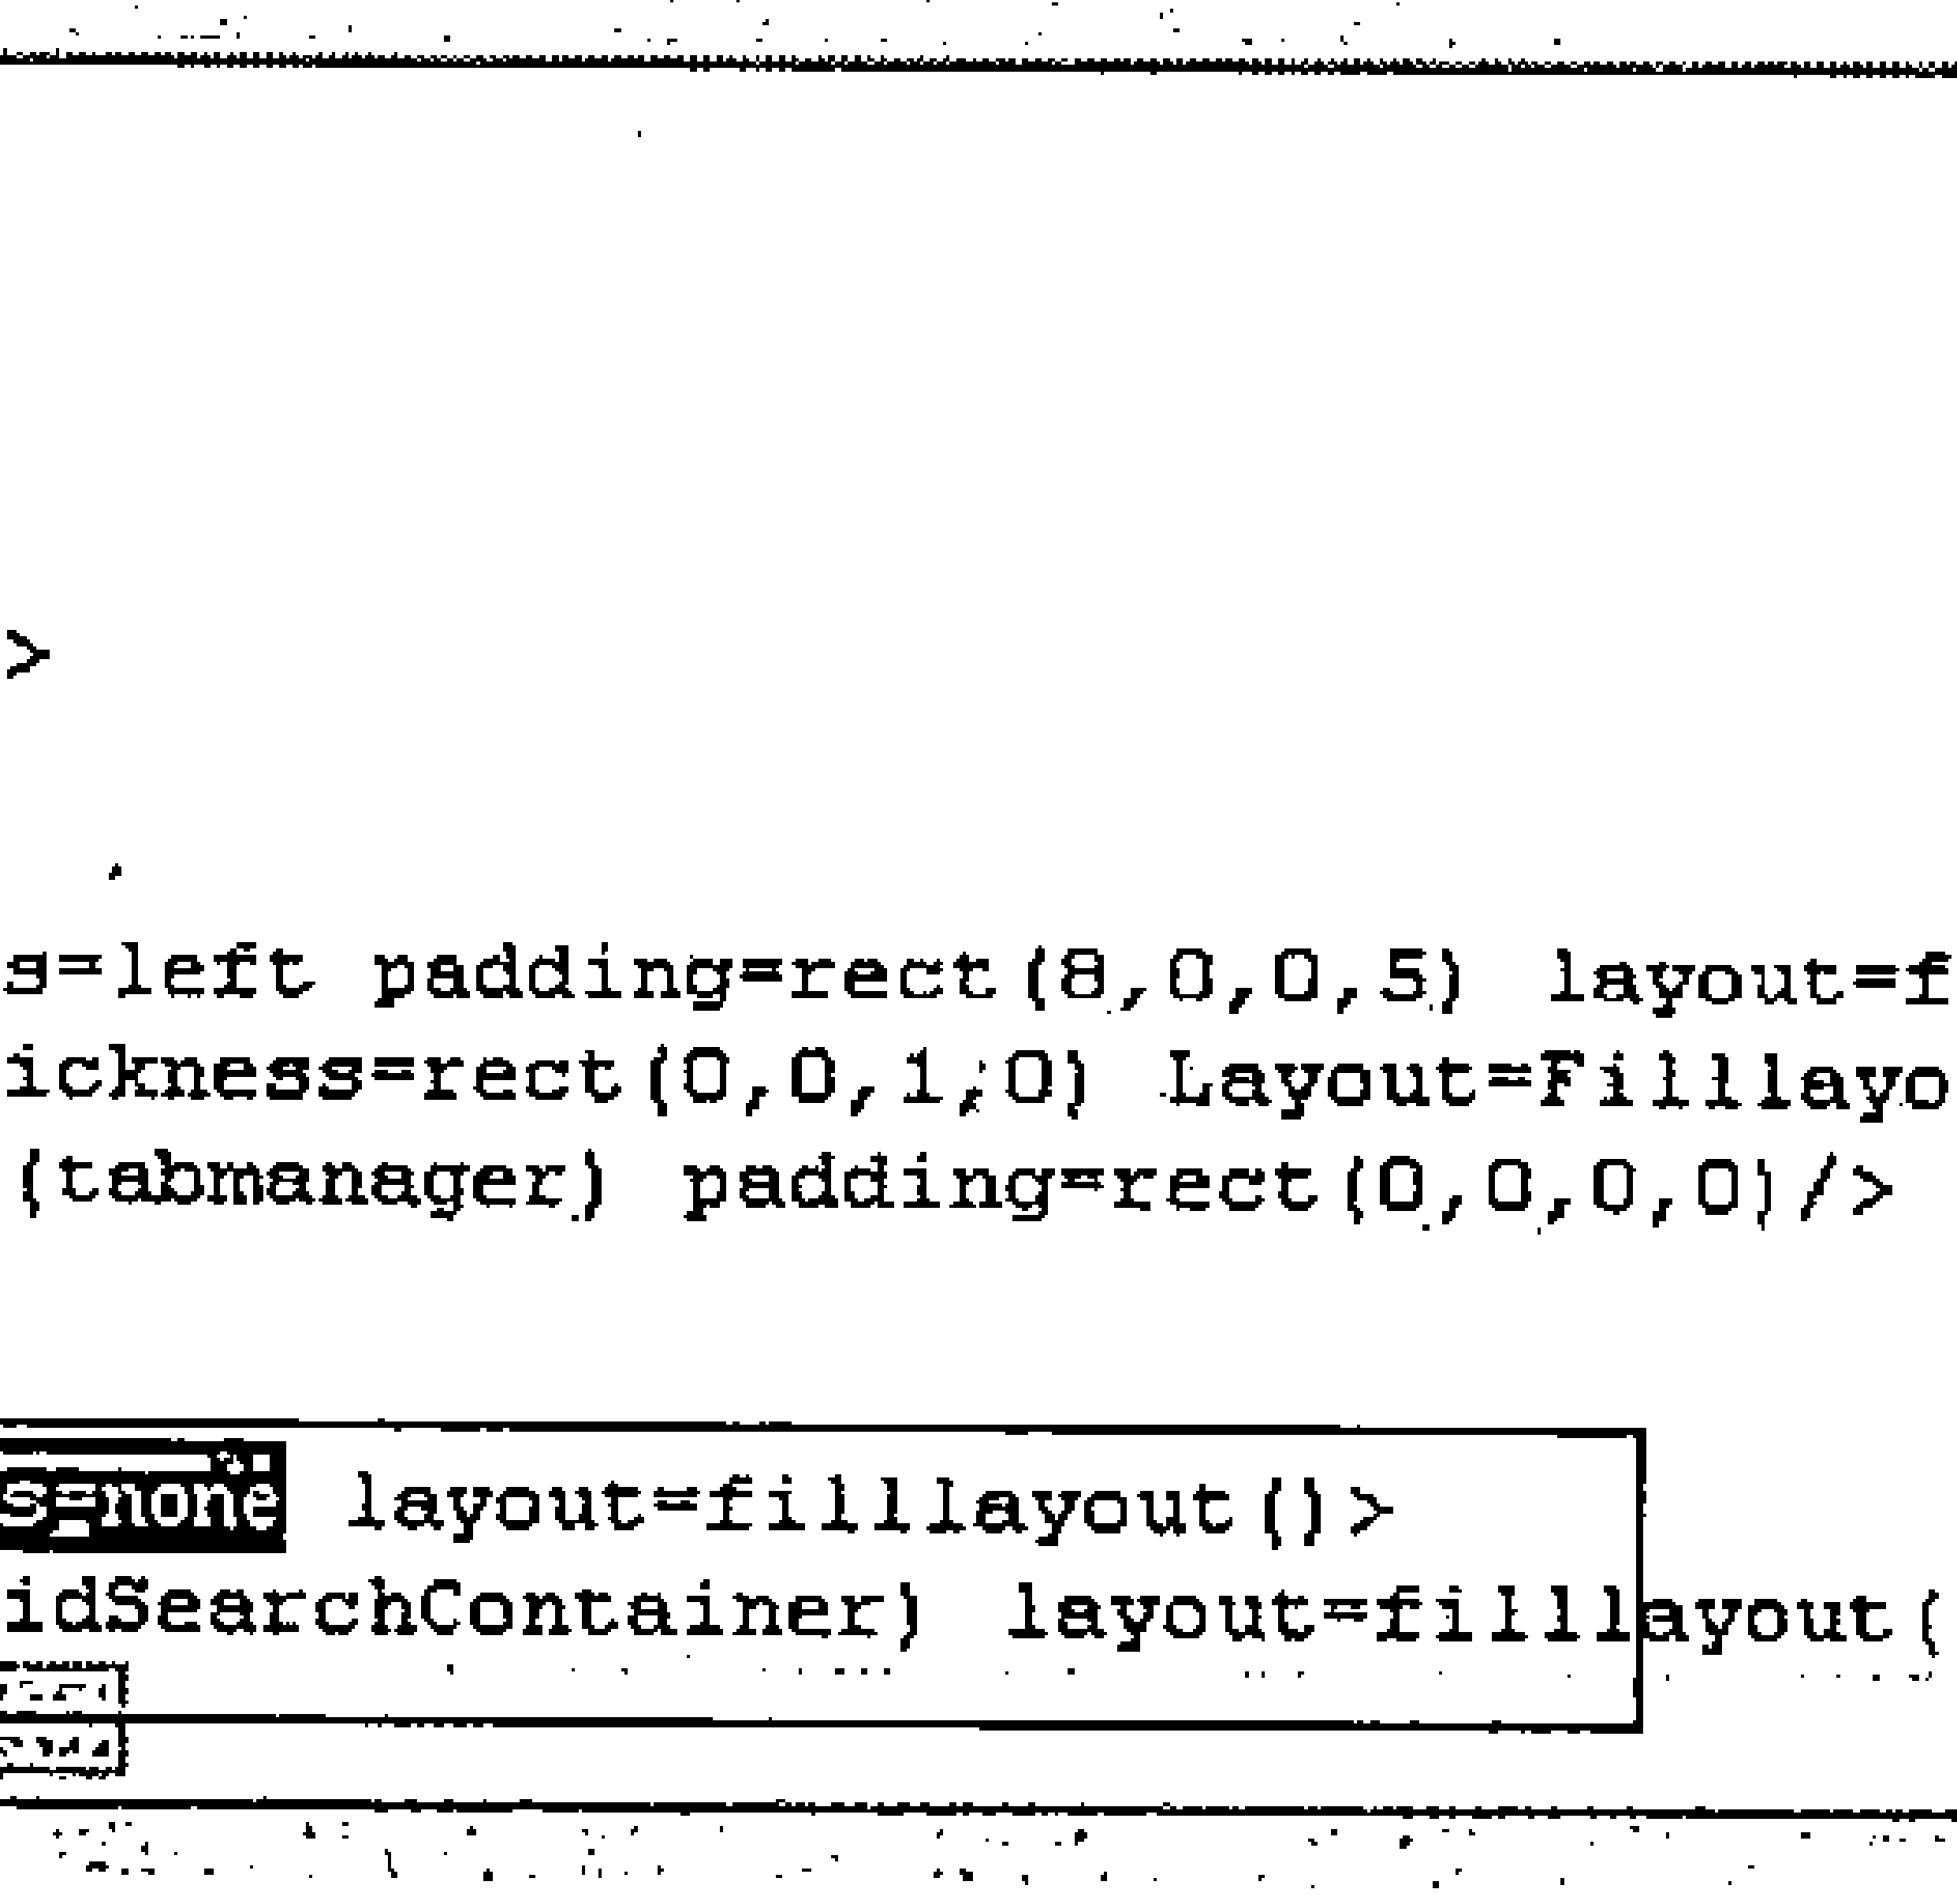 >
s=left padding=rect(8,0,0,5) layout=f
ickness=rect(0,0,1,0) Layout=Filllayo
(tabmanager) padding=rect(0,0,0,0)/>
s=none layout=filllayout()>
idSearchContainer) layout=filllayout(